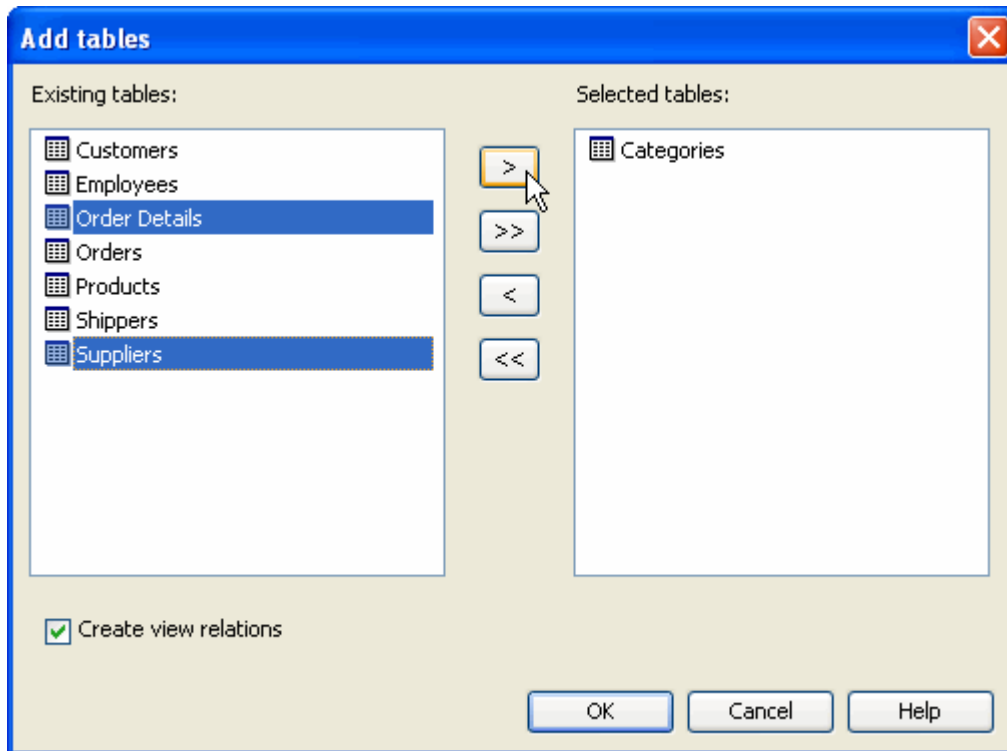 Add tables
Existing tables:
Selected tables:
Customers
Employees
Order Details
Orders
Products
Shippers
Suppliers
>
>>
<
<<
Categories
Create view relations
OK
Cancel
Help